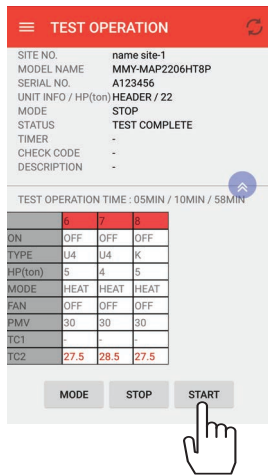 TEST OPERATION
SITE NO. name site-1
MODEL NAME MMY-MAP2206HT8P
SERIAL NO. A123456
UNIT INFO / HP(ton) HEADER / 22
MODE STOP
STATUS TEST COMPLETE
TIMER -
CHECK CODE -
DESCRIPTION -
TEST OPERATION TIME : 05MIN / 10MIN / 58MIN
6 7 8
ON OFF OFF OFF
TYPE U4 U4 K
HP(ton) 5 4 5
MODE HEAT HEAT HEAT
FAN OFF OFF OFF
PMV 30 30 30
TC1 - - -
TC2 27.5 28.5 27.5
MODE STOP START